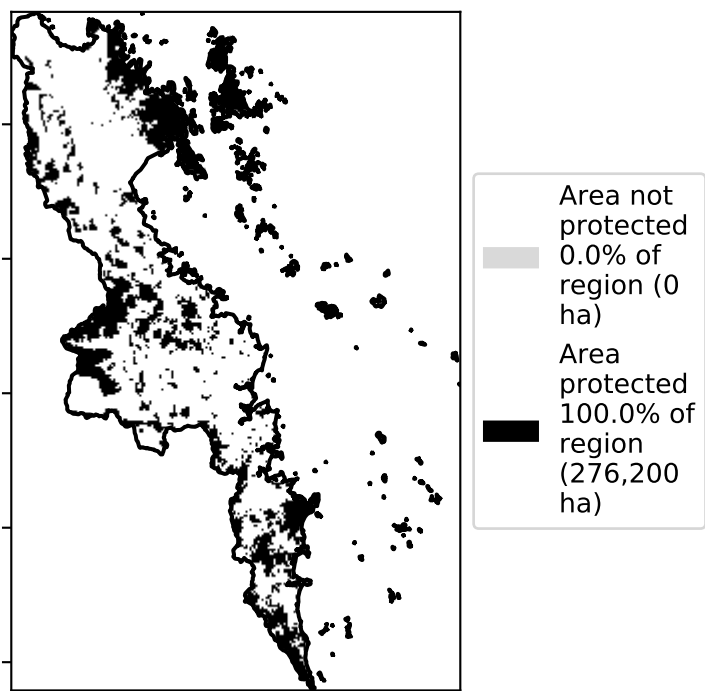 Area not
protected
0.0% of
region (0
ha)
Area
protected
100.0% of
region
(276,200
ha)